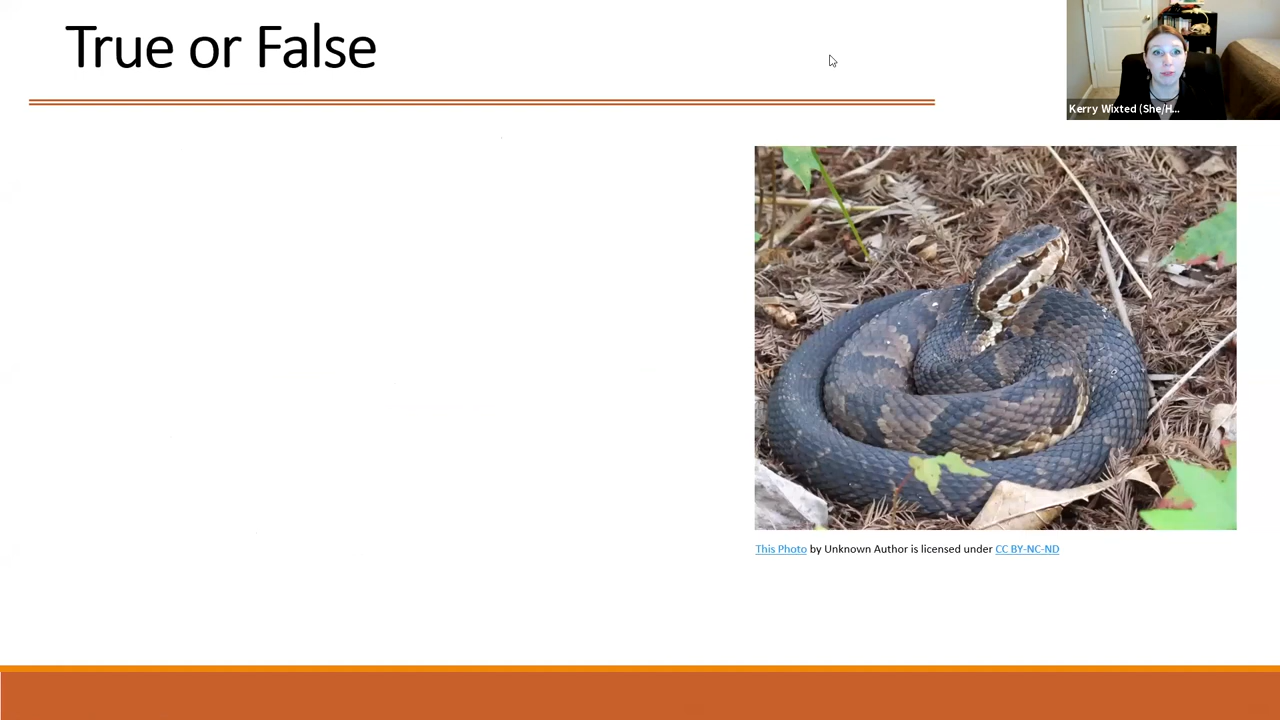 True or False
Kerry Wixted (She/H...
This Photo by Unknown Author is licensed under CC BY-NC-ND